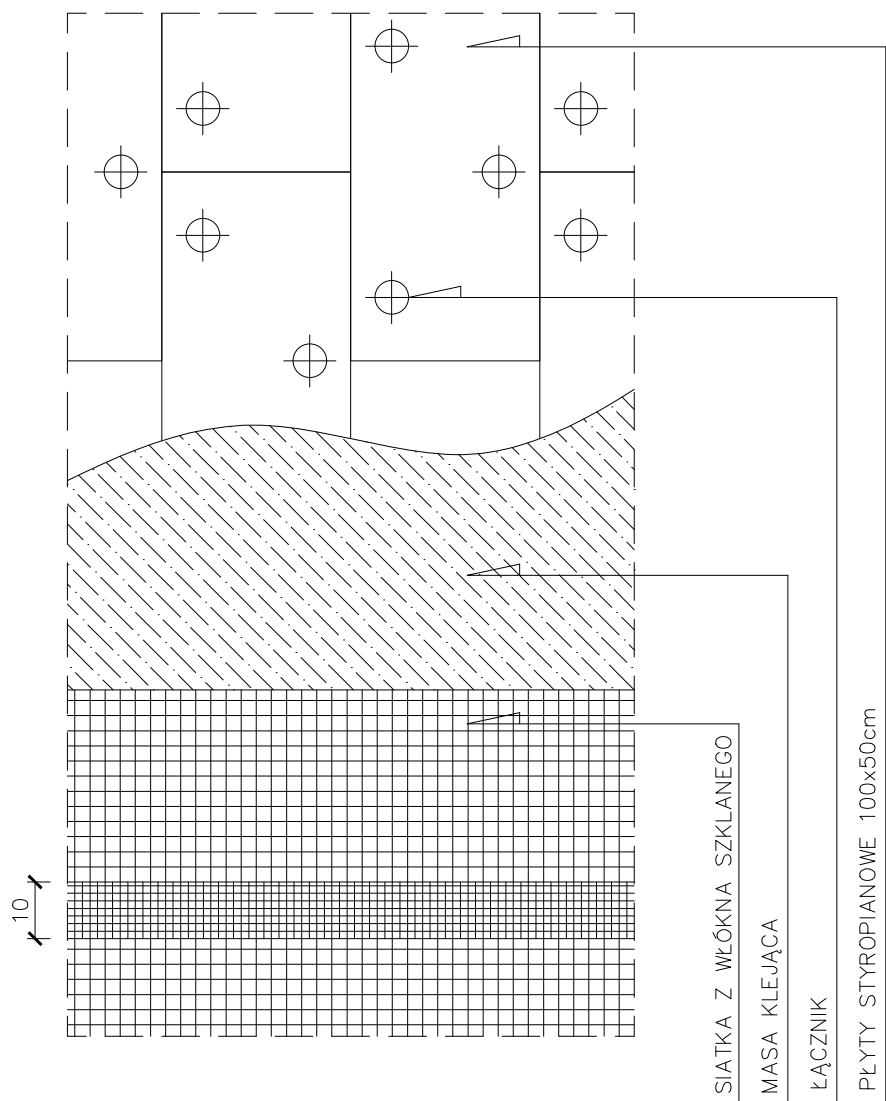 SIATKA Z WŁÓKNA SZKLANEGO
MASA KLEJĄCA
ŁĄCZNIK
PŁYTY STYROPIANOWE 100x50cm
10